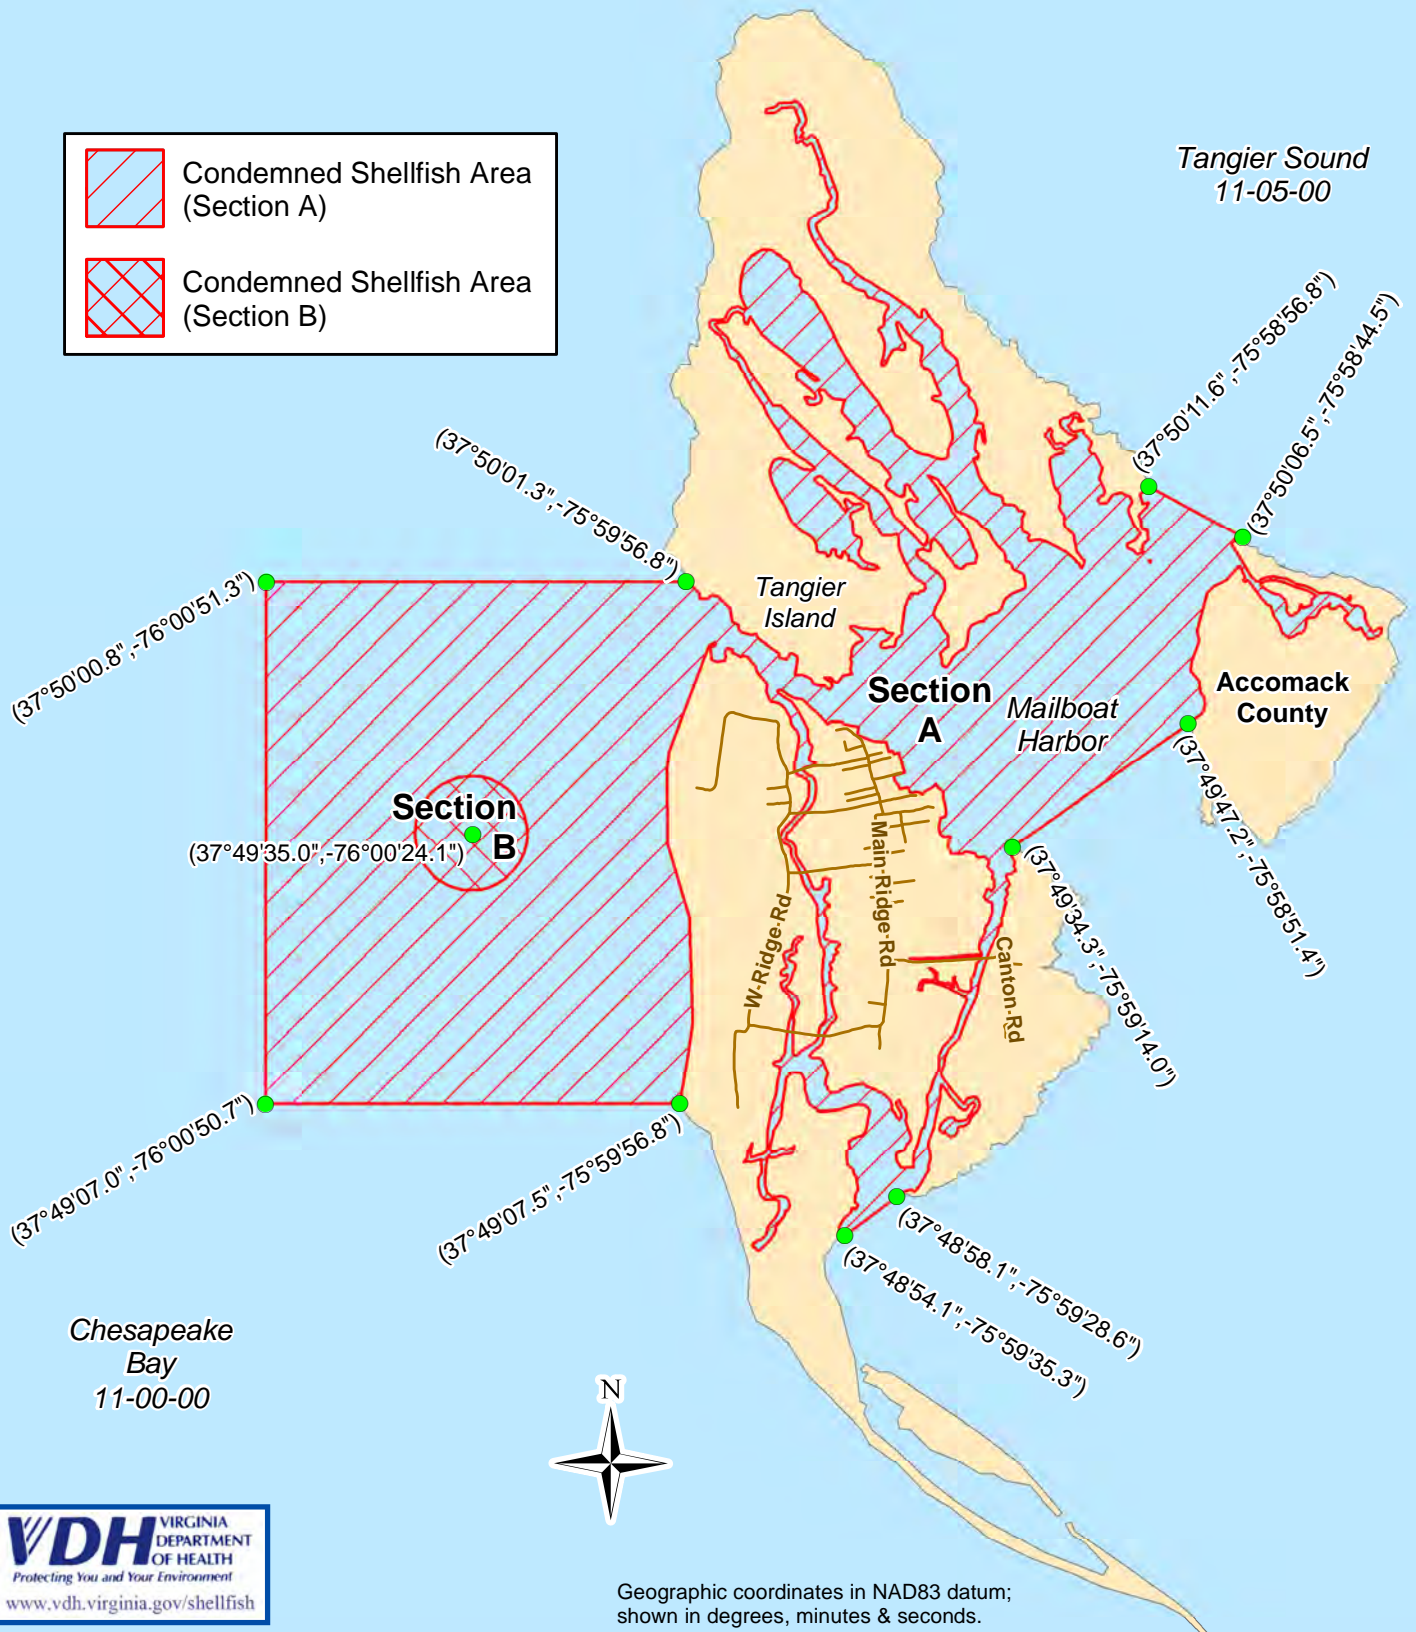 Condemned Shellfish Area
(Section A)
Condemned Shellfish Area
(Section B)
Tangier Sound
11-05-00
(37°50'11.6",-75°58'56.8")
(37°50'06.5",-75°58'44.5")
(37°50'01.3",-75°59'56.8")
(37°50'00.8",-76°00'51.3")
Tangier
Island
Section
A
Mailboat
Harbor
Accomack
County
Section
B
(37°49'35.0",-76°00'24.1")
(37°49'47.2",-75°58'51.4")
(37°49'34.3",-75°59'14.0")
W-Ridge-Rd
Main-Ridge-Rd
Canton-Rd
(37°49'07.0",-76°00'50.7")
(37°49'07.5",-75°59'56.8")
(37°48'58.1",-75°59'28.6")
(37°48'54.1",-75°59'35.3")
Chesapeake
Bay
11-00-00
N
VDH
VIRGINIA
DEPARTMENT
OF HEALTH
Protecting You and Your Environment
www.vdh.virginia.gov/shellfish
Geographic coordinates in NAD83 datum;
shown in degrees, minutes & seconds.